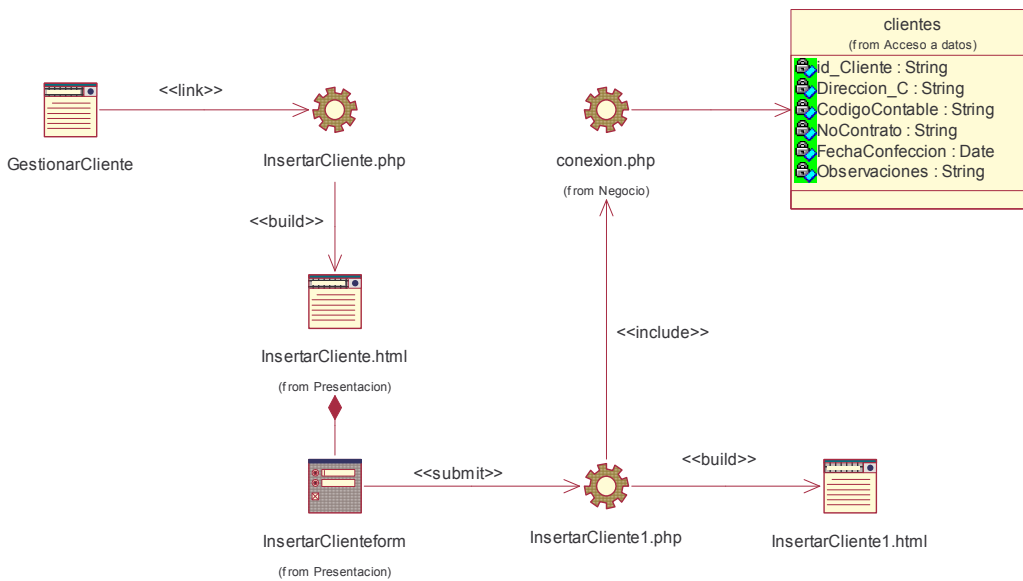 clientes
(from Acceso a datos)
id_Cliente : String
Direccion_C : String
CodigoContable : String
NoContrato : String
FechaConfeccion : Date
Observaciones : String
<<link>>
GestionarCliente
InsertarCliente.php
conexion.php
(from Negocio)
<<build>>
<<include>>
InsertarCliente.html
(from Presentacion)
<<submit>>
<<build>>
InsertarClienteform
(from Presentacion)
InsertarCliente1.php
InsertarCliente1.html